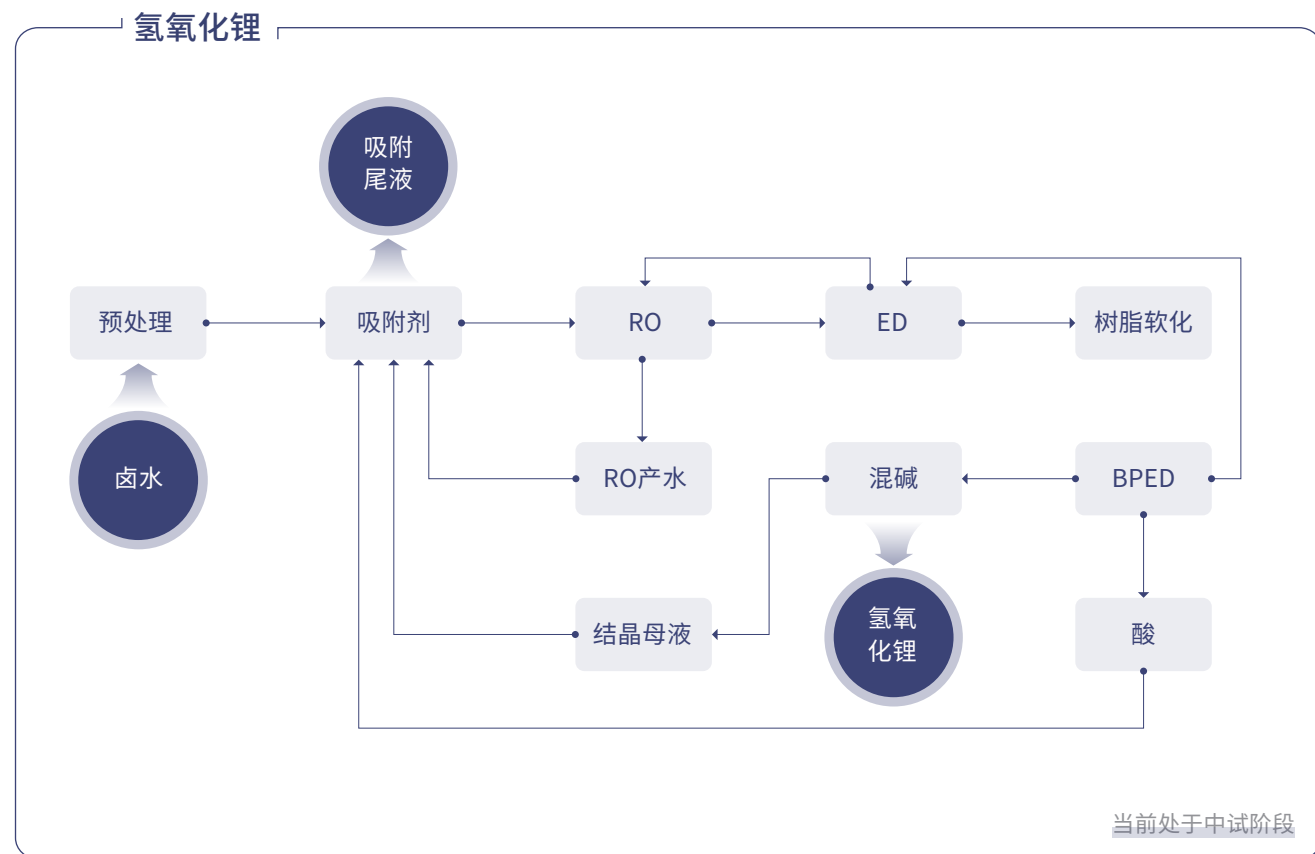 氢氧化锂
吸附
尾液
预处理
吸附剂
RO
ED
树脂软化
卤水
RO产水
混碱
BPED
结晶母液
氢氧
化锂
酸
当前处于中试阶段